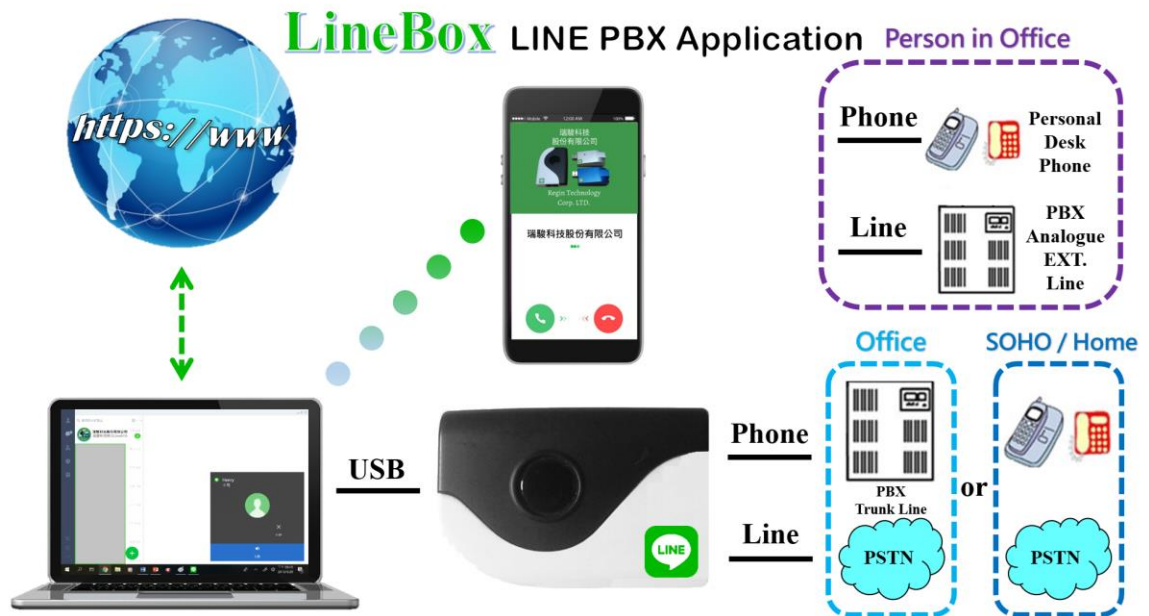 LineBox LINE PBX Application
Person in Office
https://www
Phone
Personal
Desk
Phone
Line
PBX
Analogue
EXT.
Line
瑞駿科技
股份有限公司
Regin Technology
Corp. LTD.
瑞駿科技股份有限公司
Office
SOHO / Home
USB
Phone
Line
LINE
PBX
Trunk Line
or
PSTN
PSTN